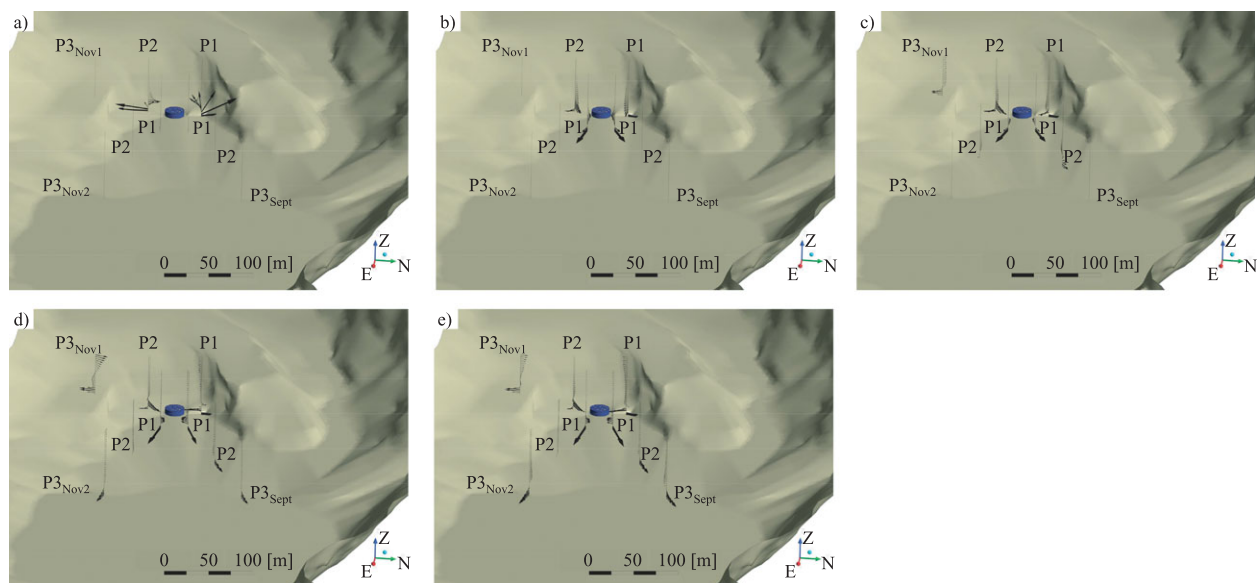 a)
P3Nov1 P2 P1
P1 P1
P2 P2
P3Nov2 P3Sept
0 50 100 [m]
Z
N
E
b)
P3Nov1 P2 P1
P1 P1
P2 P2
P3Nov2 P3Sept
0 50 100 [m]
Z
N
E
c)
P3Nov1 P2 P1
P1 P1
P2 P2
P3Nov2 P3Sept
0 50 100 [m]
Z
N
E
d)
P3Nov1 P2 P1
P1 P1
P2 P2
P3Nov2 P3Sept
0 50 100 [m]
Z
N
E
e)
P3Nov1 P2 P1
P1 P1
P2 P2
P3Nov2 P3Sept
0 50 100 [m]
Z
N
E